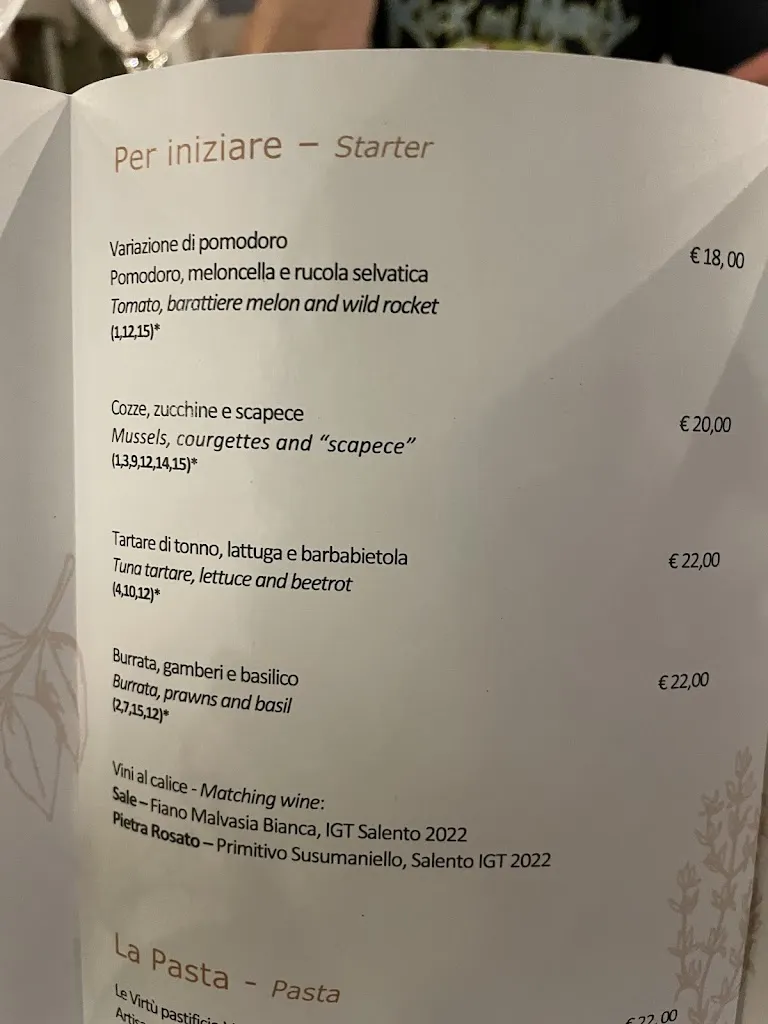 Per iniziare – Starter
Variazione di pomodoro
€ 18, 00
Pomodoro, meloncella e rucola selvatica
Tomato, barattiere melon and wild rocket
(1,12,15)*
Cozze, zucchine e scapece
€ 20,00
Mussels, courgettes and “scapece”
(1,3,9,12,14,15)*
Tartare di tonno, lattuga e barbabietola
€ 22,00
Tuna tartare, lettuce and beetrot
(4,10,12)*
Burrata, gamberi e basilico
€ 22,00
Burrata, prawns and basil
(2,7,15,12)*
Vini al calice - Matching wine:
Sale – Fiano Malvasia Bianca, IGT Salento 2022
Pietra Rosato – Primitivo Susumaniello, Salento IGT 2022
La Pasta - Pasta
Le Virtù
€ 22,00